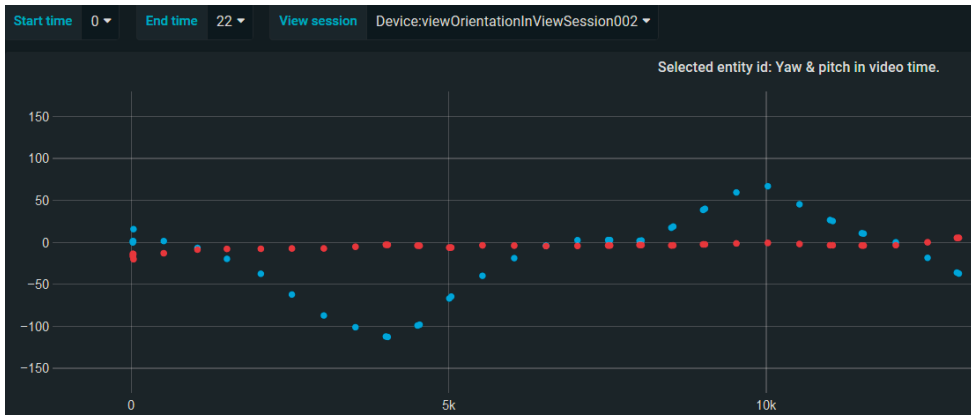 Start time 0 End time 22 View session Device:viewOrientationInViewSession002
Selected entity id: Yaw & pitch in video time.
150
100
50
0
−50
−100
−150
0 5k 10k